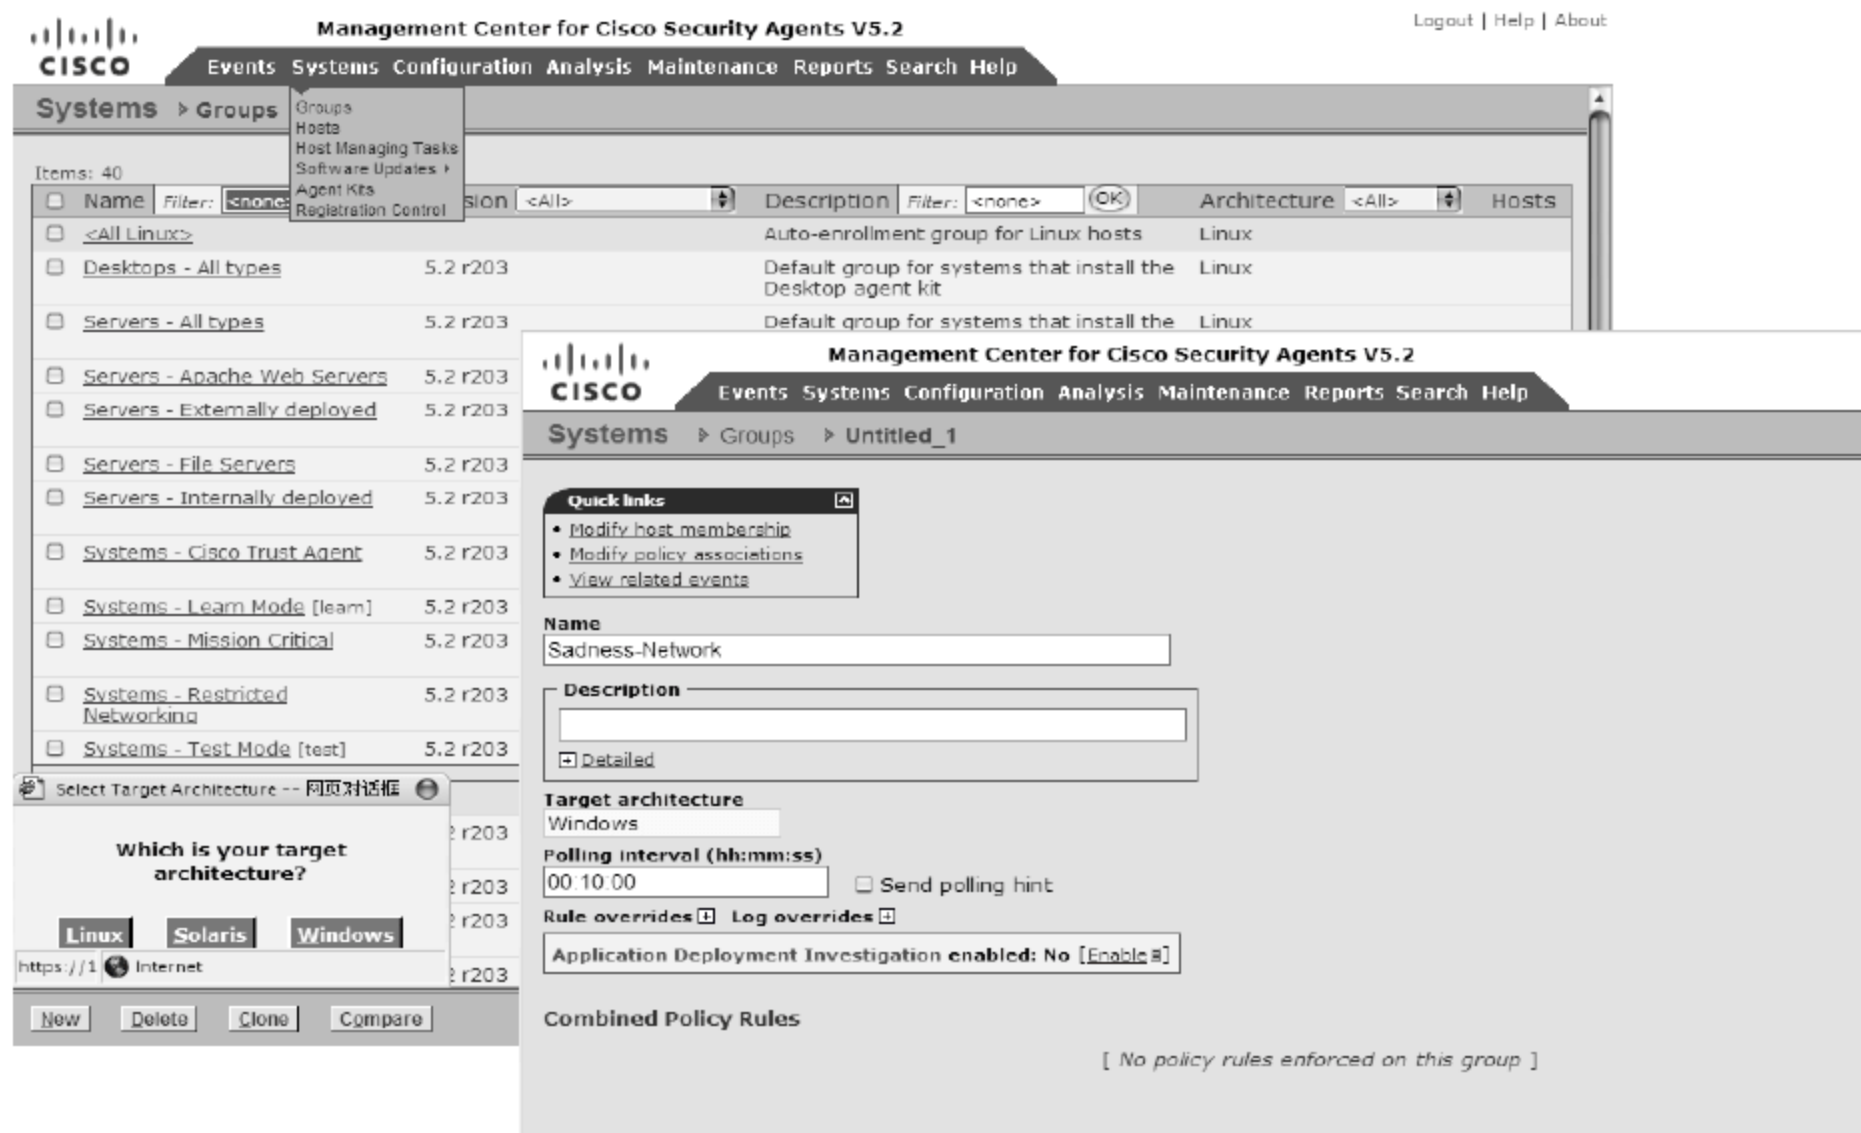 Logout | Help | About
CISCO
Management Center for Cisco Security Agents V5.2
Events Systems Configuration Analysis Maintenance Reports Search Help
Systems Groups
Groups
Hosts
Host Managing Tasks
Software Updates
Agent Kits
Registration Control
Items: 40
Name Filter: <none> sion <All> Description Filter: <none> OK Architecture <All> Hosts
<All Linux> Auto-enrollment group for Linux hosts Linux
Desktops - All types 5.2 r203 Default group for systems that install the Linux
Desktop agent kit
Servers - All types 5.2 r203 Default group for systems that install the Linux
Servers - Apache Web Servers 5.2 r203
Servers - Externally deployed 5.2 r203
Servers - File Servers 5.2 r203
Servers - Internally deployed 5.2 r203
Systems - Cisco Trust Agent 5.2 r203
Systems - Learn Mode [learn] 5.2 r203
Systems - Mission Critical 5.2 r203
Systems - Restricted 5.2 r203
Networking
Systems - Test Mode [test] 5.2 r203
2 r203
2 r203
2 r203
2 r203
Select Target Architecture -- 网页对话框
Which is your target
architecture?
Linux Solaris Windows
https://1 Internet
New Delete Clone Compare
CISCO
Management Center for Cisco Security Agents V5.2
Events Systems Configuration Analysis Maintenance Reports Search Help
Systems Groups Untitled_1
Quick links
• Modify host membership
• Modify policy associations
• View related events
Name
Sadness-Network
Description
Detailed
Target architecture
Windows
Polling interval (hh:mm:ss)
00:10:00 Send polling hint
Rule overrides Log overrides
Application Deployment Investigation enabled: No [Enable]
Combined Policy Rules
[ No policy rules enforced on this group ]